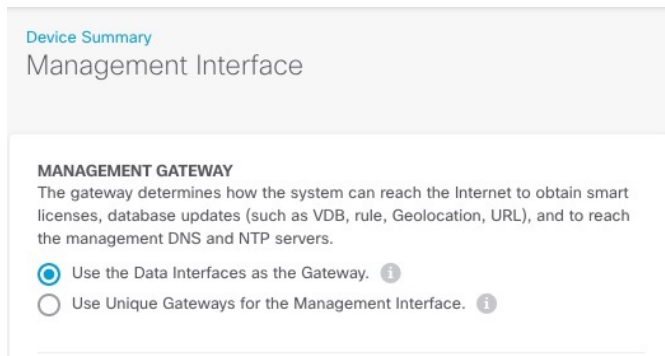 Device Summary
Management Interface
MANAGEMENT GATEWAY
The gateway determines how the system can reach the Internet to obtain smart
licenses, database updates (such as VDB, rule, Geolocation, URL), and to reach
the management DNS and NTP servers.
Use the Data Interfaces as the Gateway. i
Use Unique Gateways for the Management Interface. i